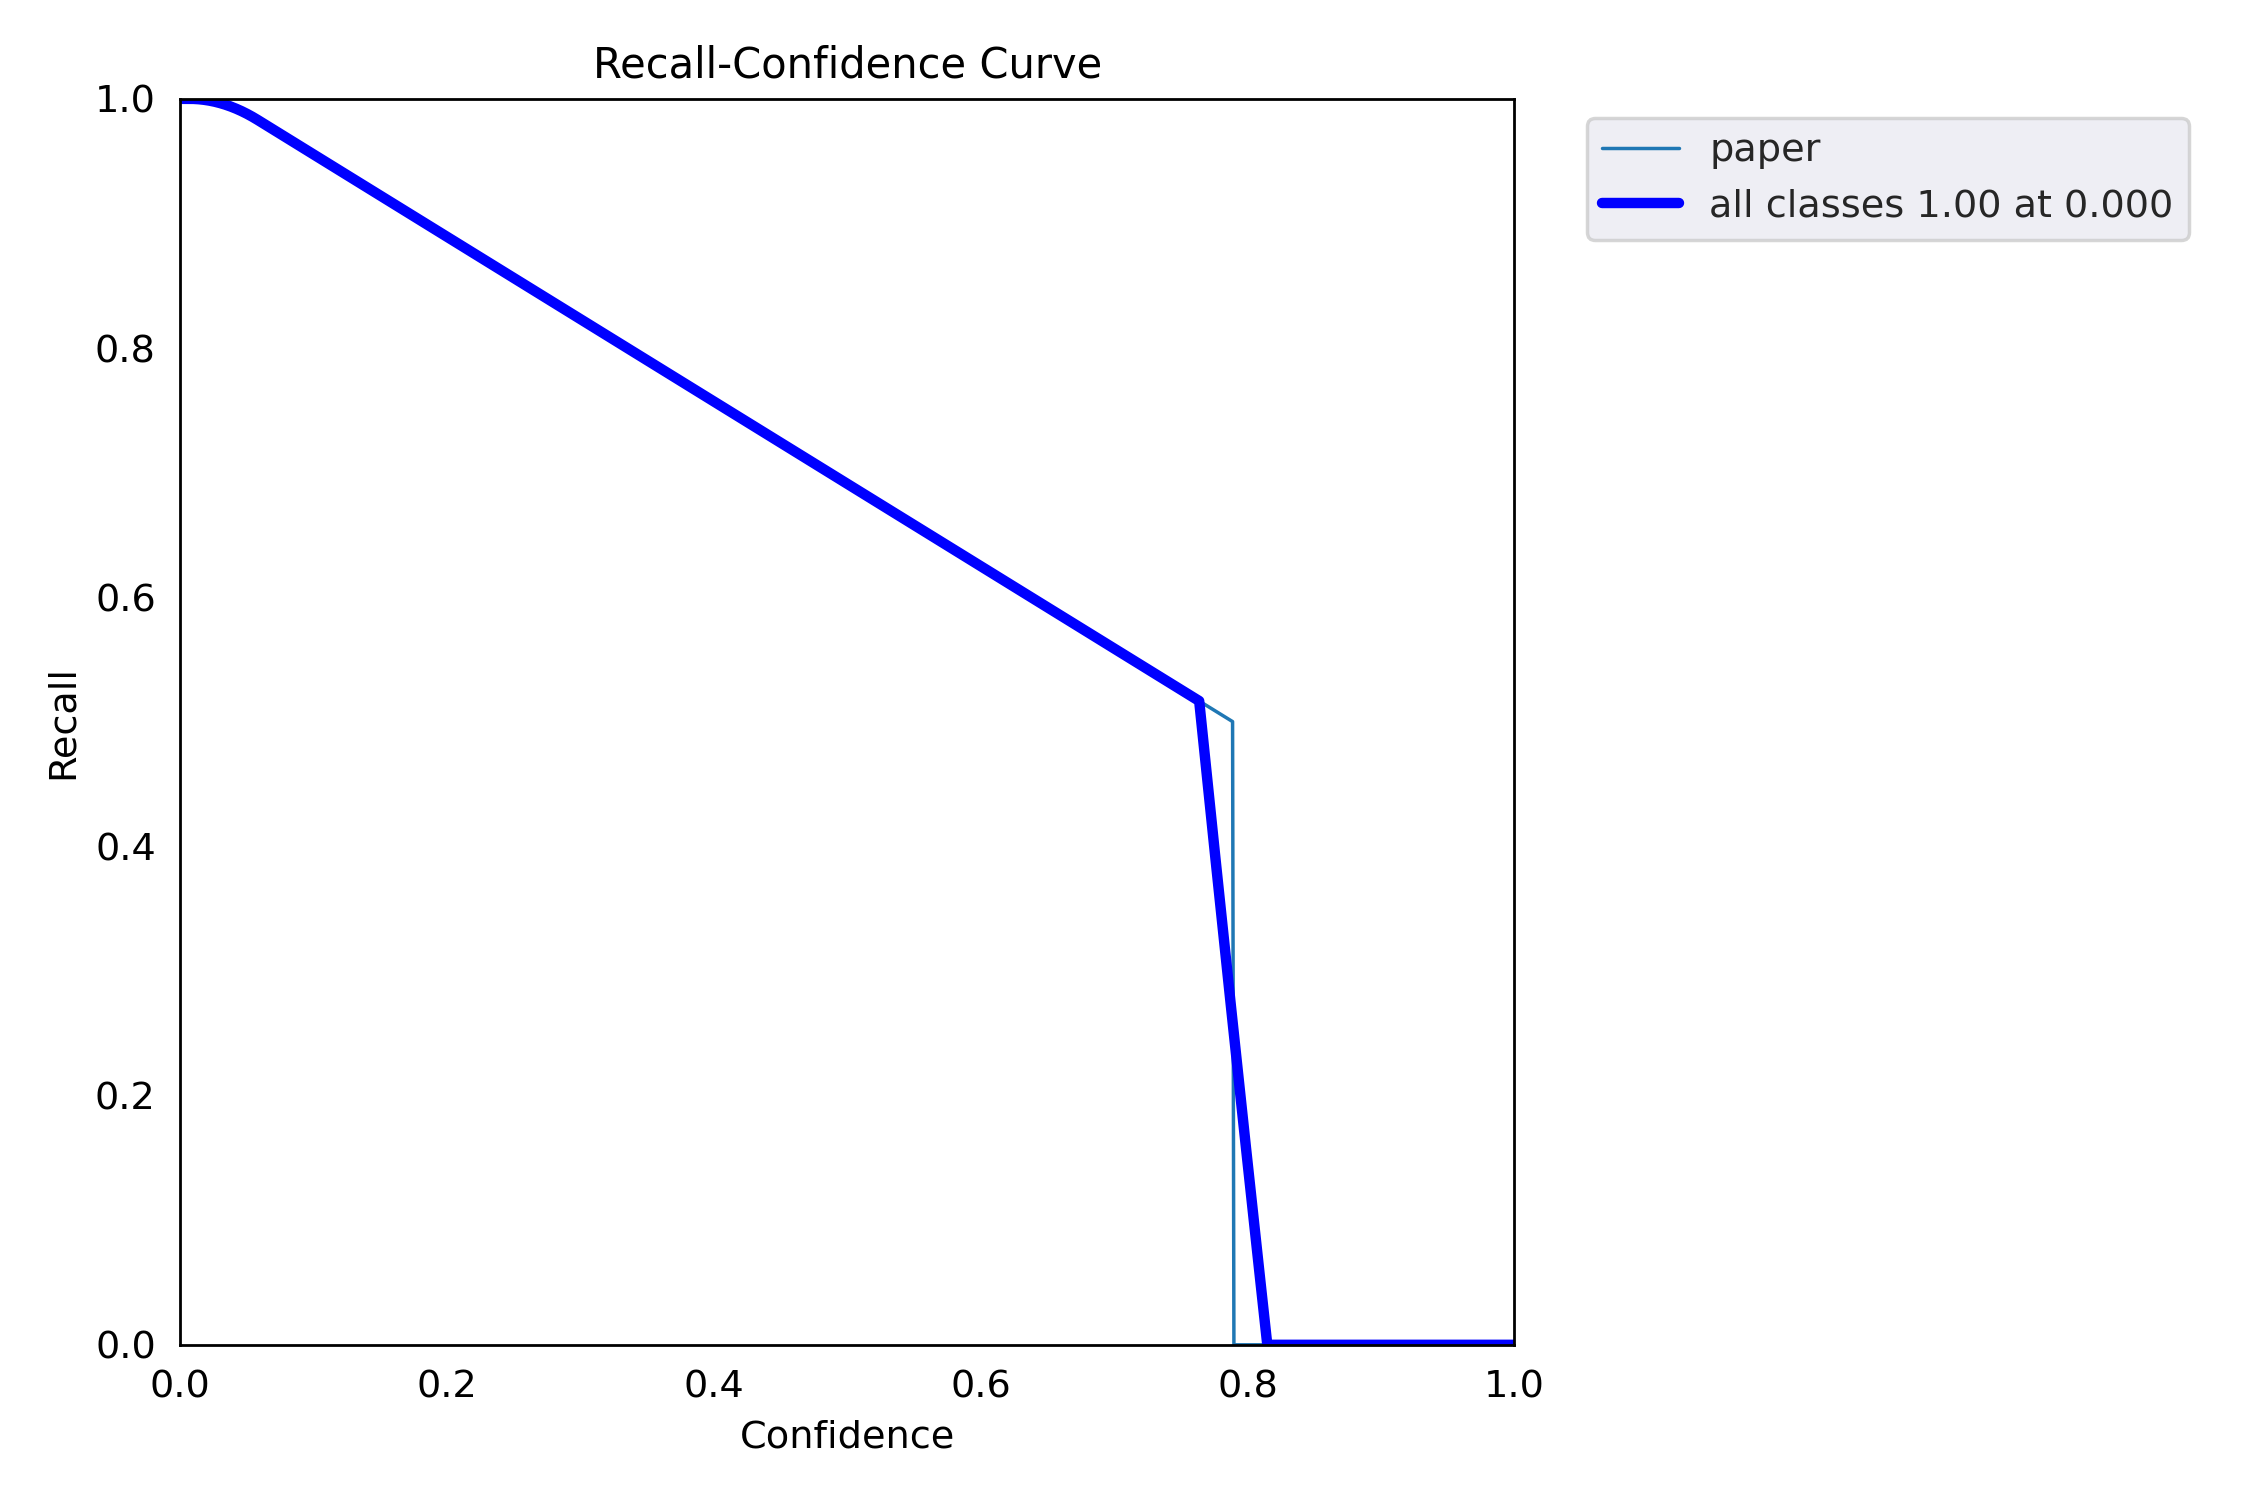 Recall-Confidence Curve
1.0
0.8
0.6
0.4
0.2
0.0
Recall
0.0 0.2 0.4 0.6 0.8 1.0
Confidence
paper
all classes 1.00 at 0.000